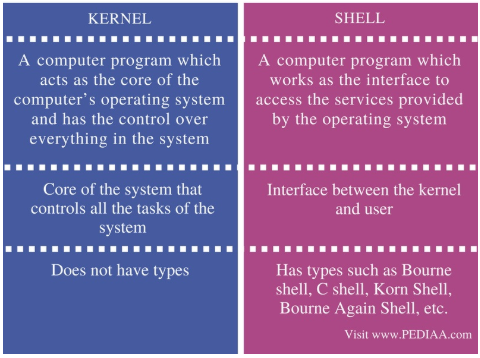 KERNEL
A computer program which
acts as the core of the
computer's operating system
and has the control over
everything in the system
Core of the system that
controls all the tasks of the
system
Does not have types
SHELL
A computer program which
works as the interface to
access the services provided
by the operating system
Interface between the kernel
and user
Has types such as Bourne
shell, C shell, Korn Shell,
Bourne Again Shell, etc.
Visit www.PEDIAA.com